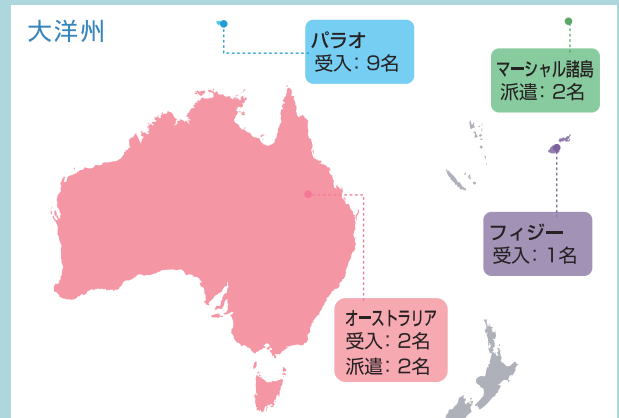 大洋州
パラオ
受入：9名
マーシャル諸島
派遣：2名
フィジー
受入：1名
オーストラリア
受入：2名
派遣：2名